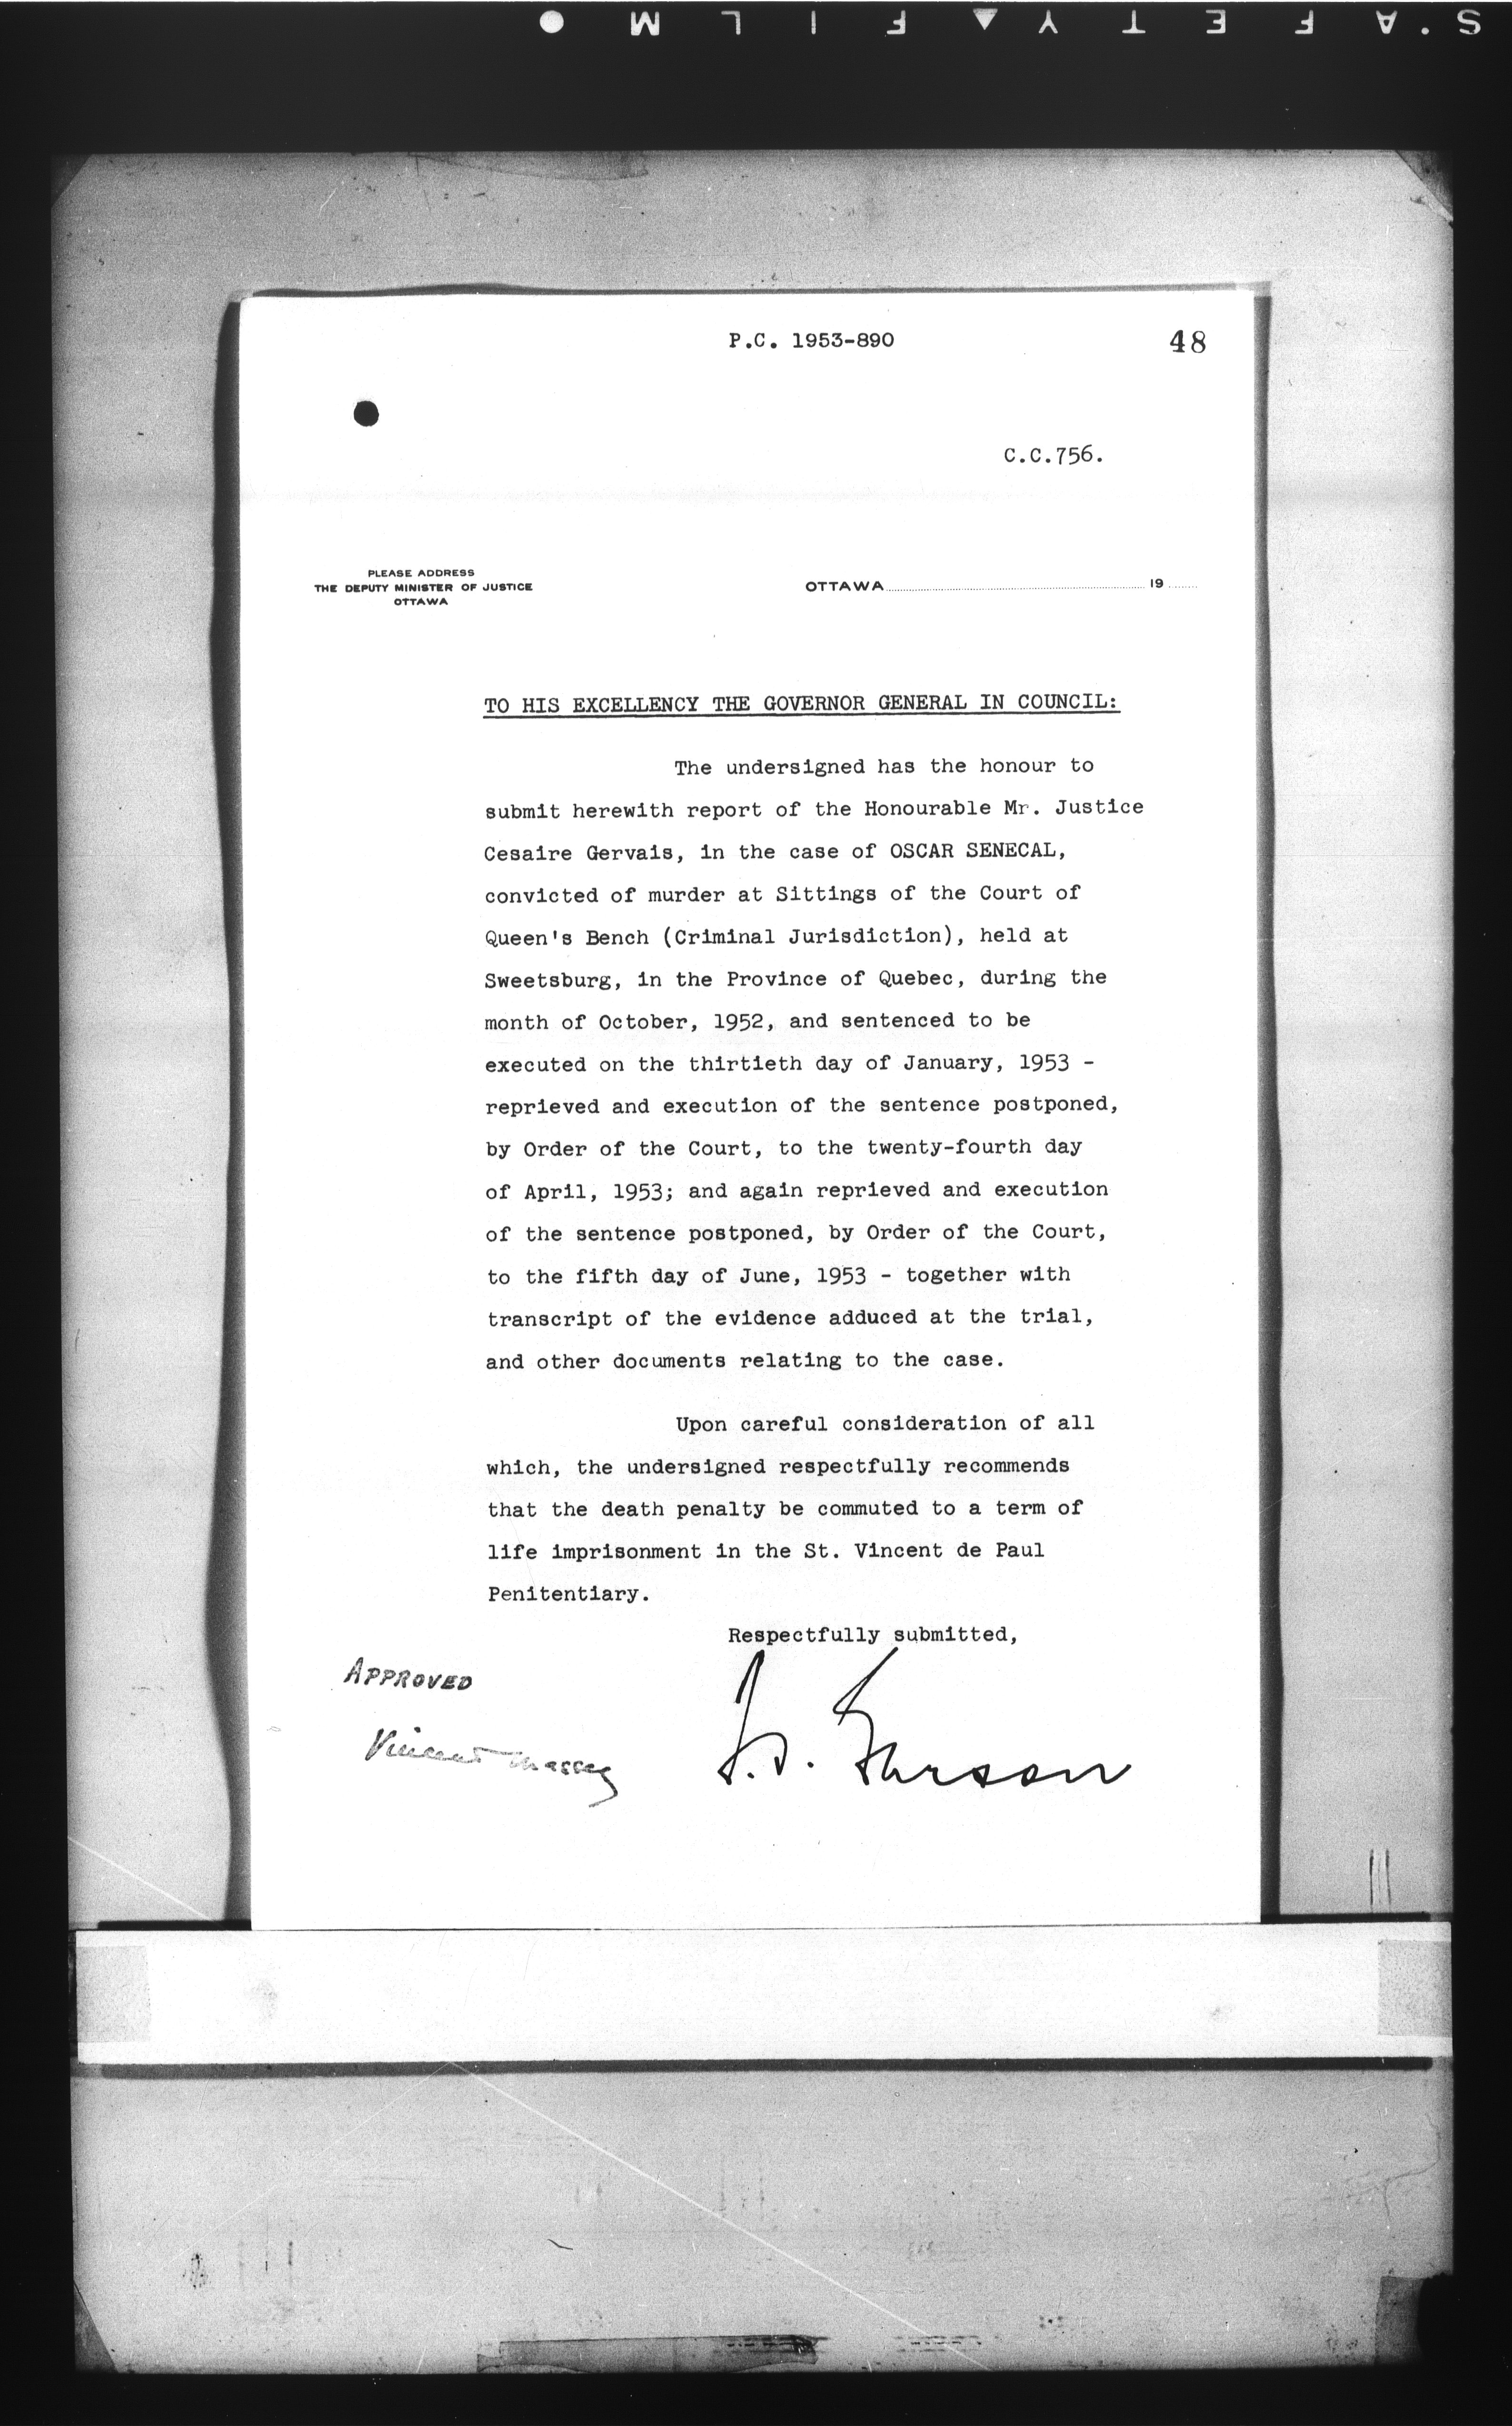 S.A F E T Y ▲ F I L M ●
P.C. 1953-890
48
C.C.756.
PLEASE ADDRESS
THE DEPUTY MINISTER OF JUSTICE
OTTAWA
OTTAWA 19
TO HIS EXCELLENCY THE GOVERNOR GENERAL IN COUNCIL:
The undersigned has the honour to
submit herewith report of the Honourable Mr. Justice
Cesaire Gervais, in the case of OSCAR SENECAL,
convicted of murder at Sittings of the Court of
Queen's Bench (Criminal Jurisdiction), held at
Sweetsburg, in the Province of Quebec, during the
month of October, 1952, and sentenced to be
executed on the thirtieth day of January, 1953 -
reprieved and execution of the sentence postponed,
by Order of the Court, to the twenty-fourth day
of April, 1953; and again reprieved and execution
of the sentence postponed, by Order of the Court,
to the fifth day of June, 1953 - together with
transcript of the evidence adduced at the trial,
and other documents relating to the case.
Upon careful consideration of all
which, the undersigned respectfully recommends
that the death penalty be commuted to a term of
life imprisonment in the St. Vincent de Paul
Penitentiary.
Respectfully submitted,
APPROVED
Vincent Massey
S.S. Garson